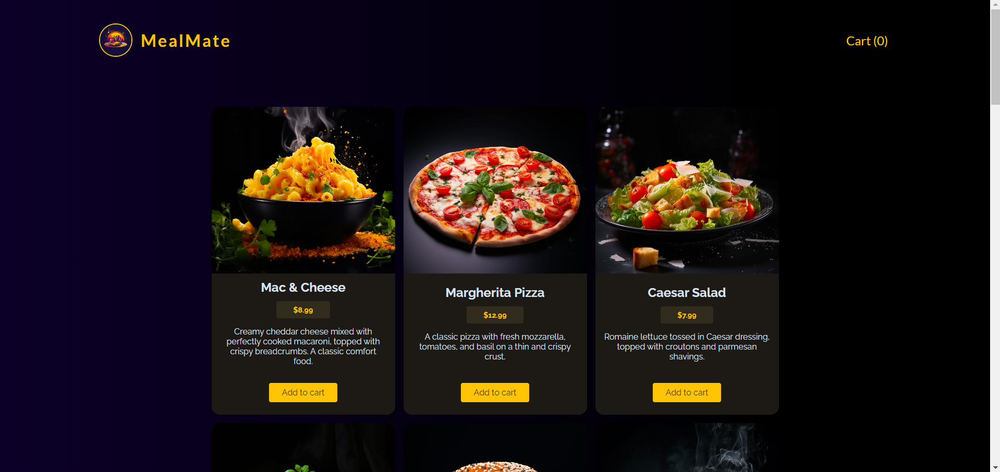 MealMate
Cart (0)
Mac & Cheese
$8.99
Creamy cheddar cheese mixed with
perfectly cooked macaroni, topped with
crispy breadcrumbs. A classic comfort
food.
Add to cart
Margherita Pizza
$12.99
A classic pizza with fresh mozzarella,
tomatoes, and basil on a thin and crispy
crust.
Add to cart
Caesar Salad
$7.99
Romaine lettuce tossed in Caesar dressing,
topped with croutons and parmesan
shavings.
Add to cart